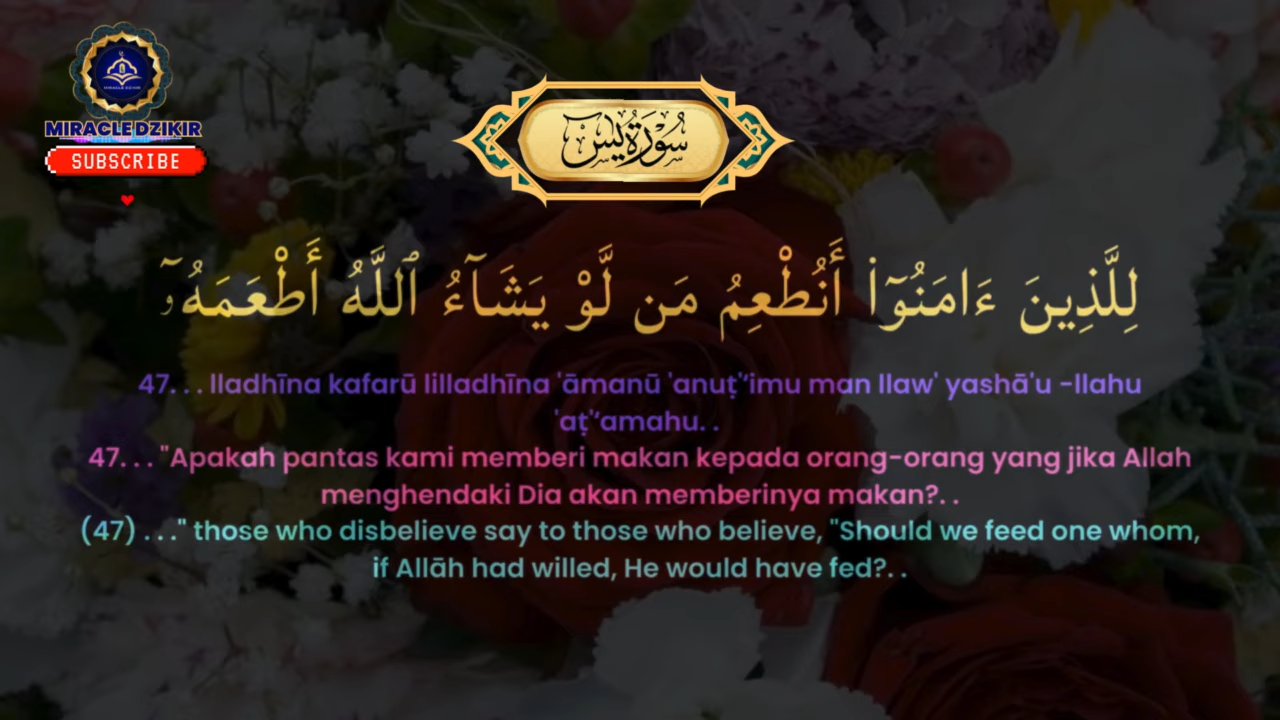 MIRACLE DZIKIR
SUBSCRIBE
سُورَةُ يس
لِلَّذِينَ ءَامَنُوٓا۟ أَنُطْعِمُ مَن لَّوْ يَشَآءُ ٱللَّهُ أَطْعَمَهُۥٓ
47. . . lladhīna kafarū lilladhīna 'āmanū 'anuṭ'ʻimu man llaw' yashā'u -llahu
'aṭ'ʻamahu. .
47. . . "Apakah pantas kami memberi makan kepada orang-orang yang jika Allah
menghendaki Dia akan memberinya makan?. .
(47) . . ." those who disbelieve say to those who believe, "Should we feed one whom,
if Allāh had willed, He would have fed?. .